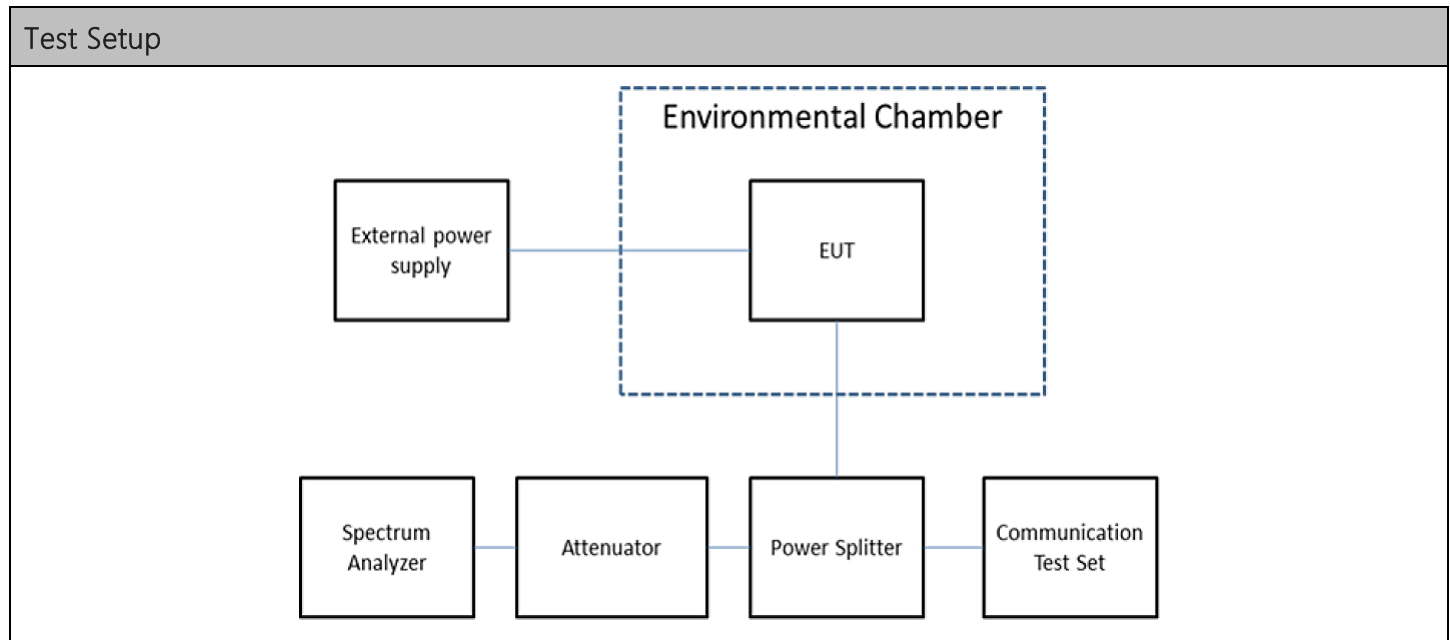 Test Setup
Environmental Chamber
External power
supply
EUT
Spectrum
Analyzer
Attenuator
Power Splitter
Communication
Test Set